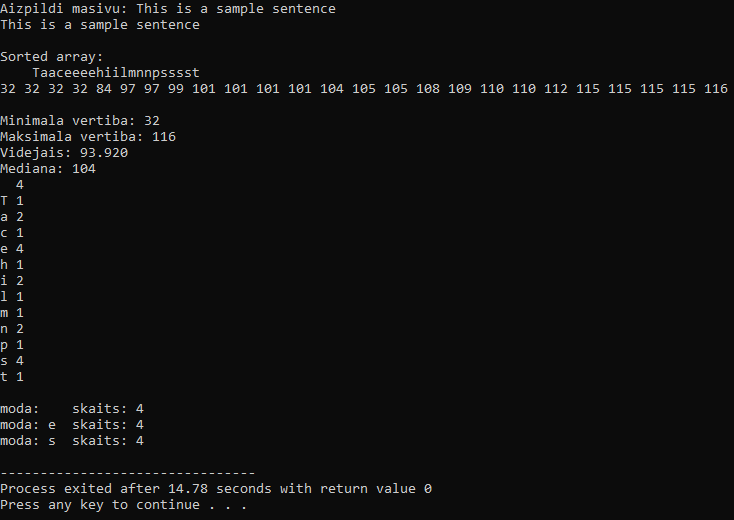 Aizpildi masivu: This is a sample sentence
This is a sample sentence
Sorted array:
    Taaceeeehiilmnnpsssst
32 32 32 32 84 97 97 99 101 101 101 101 104 105 105 108 109 110 110 112 115 115 115 115 116
Minimala vertiba: 32
Maksimala vertiba: 116
Videjais: 93.920
Mediana: 104
  4
T 1
a 2
c 1
e 4
h 1
i 2
l 1
m 1
n 2
p 1
s 4
t 1
moda:    skaits: 4
moda: e  skaits: 4
moda: s  skaits: 4
--------------------------------
Process exited after 14.78 seconds with return value 0
Press any key to continue . . .